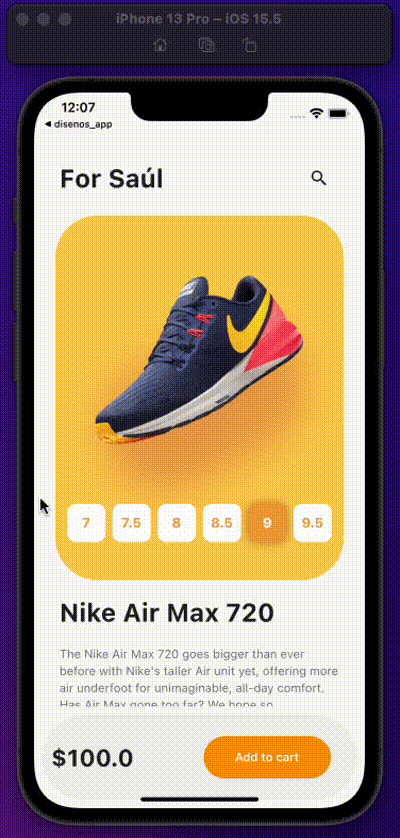 iPhone 13 Pro – iOS 15.5
12:07
◀ disenos_app
For Saúl
7 7.5 8 8.5 9 9.5
Nike Air Max 720
The Nike Air Max 720 goes bigger than ever
before with Nike's taller Air unit yet, offering more
air underfoot for unimaginable, all-day comfort.
Has Air Max gone too far? We hope so.
$100.0
Add to cart